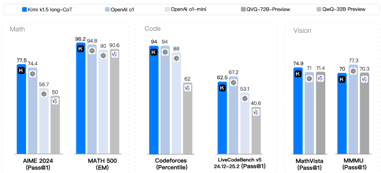 Kimi k1.5 long-CoT
OpenAI o1
OpenAI o1-mini
QVQ-72B-Preview
QwQ-32B Preview
Math
Code
Vision
77.5
74.4
56.7
50
96.2
94.8
90
90.6
94
94
88
62
62.5
67.2
53.1
40.6
74.9
71
71.4
70
77.3
70.3
AIME 2024
(Pass@1)
MATH 500
(EM)
Codeforces
(Percentile)
LiveCodeBench v5
24.12-25.2 (Pass@1)
MathVista
(Pass@1)
MMMU
(Pass@1)